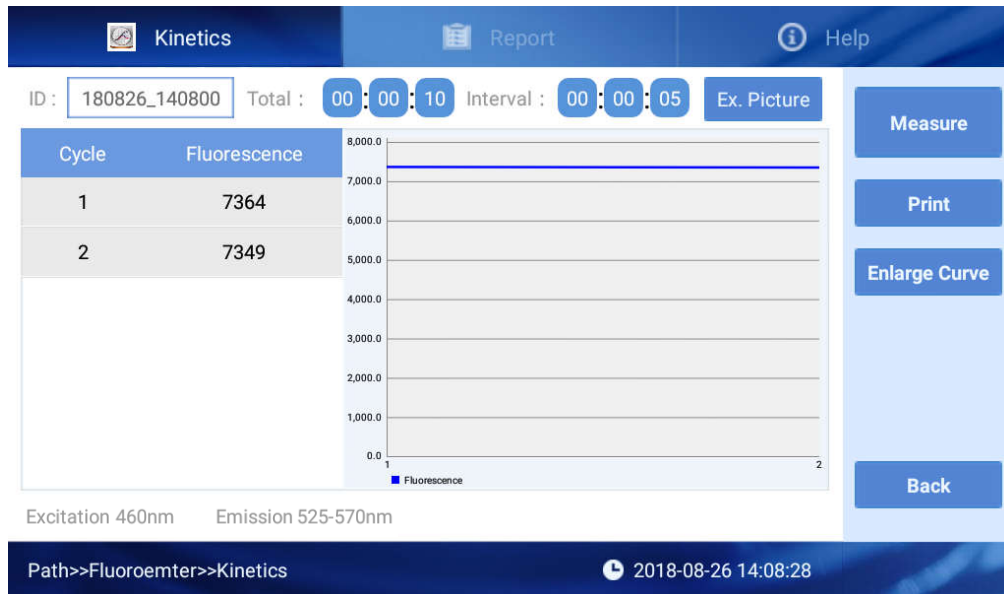 Kinetics
Report
Help
ID : 180826_140800 Total : 00 : 00 : 10 Interval : 00 : 00 : 05 Ex. Picture
Measure
Print
Enlarge Curve
Back
Cycle Fluorescence
1 7364
2 7349
8,000.0
7,000.0
6,000.0
5,000.0
4,000.0
3,000.0
2,000.0
1,000.0
0.0
1 2
Fluorescence
Excitation 460nm Emission 525-570nm
Path>>Fluoroemter>>Kinetics 2018-08-26 14:08:28